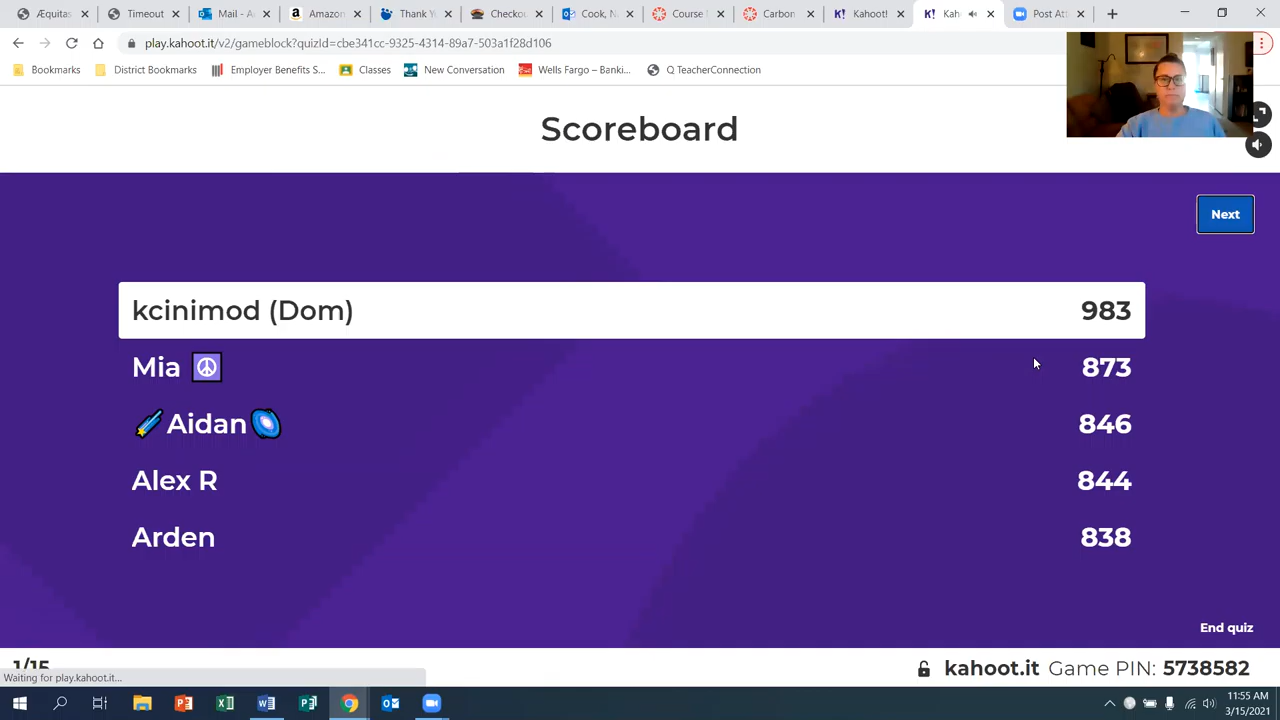 Æquitas
Timeout
Mail - A
Amazon
Thank Y
Checkou
Cook, N
Course
Carbon
Kahoot!
Kah
Post Att
play.kahoot.it/v2/gameblock?quizId=cbe341cc-9325-4314-89a7-503a1f28d106
Bookmarks
District Bookmarks
Employer Benefits S...
Classes
New Conversation
Wells Fargo – Banki...
Q TeacherConnection
Scoreboard
Next
kcinimod (Dom) 983
Mia 873
Aidan 846
Alex R 844
Arden 838
End quiz
1/15
kahoot.it Game PIN: 5738582
Waiting for play.kahoot.it...
11:55 AM
3/15/2021